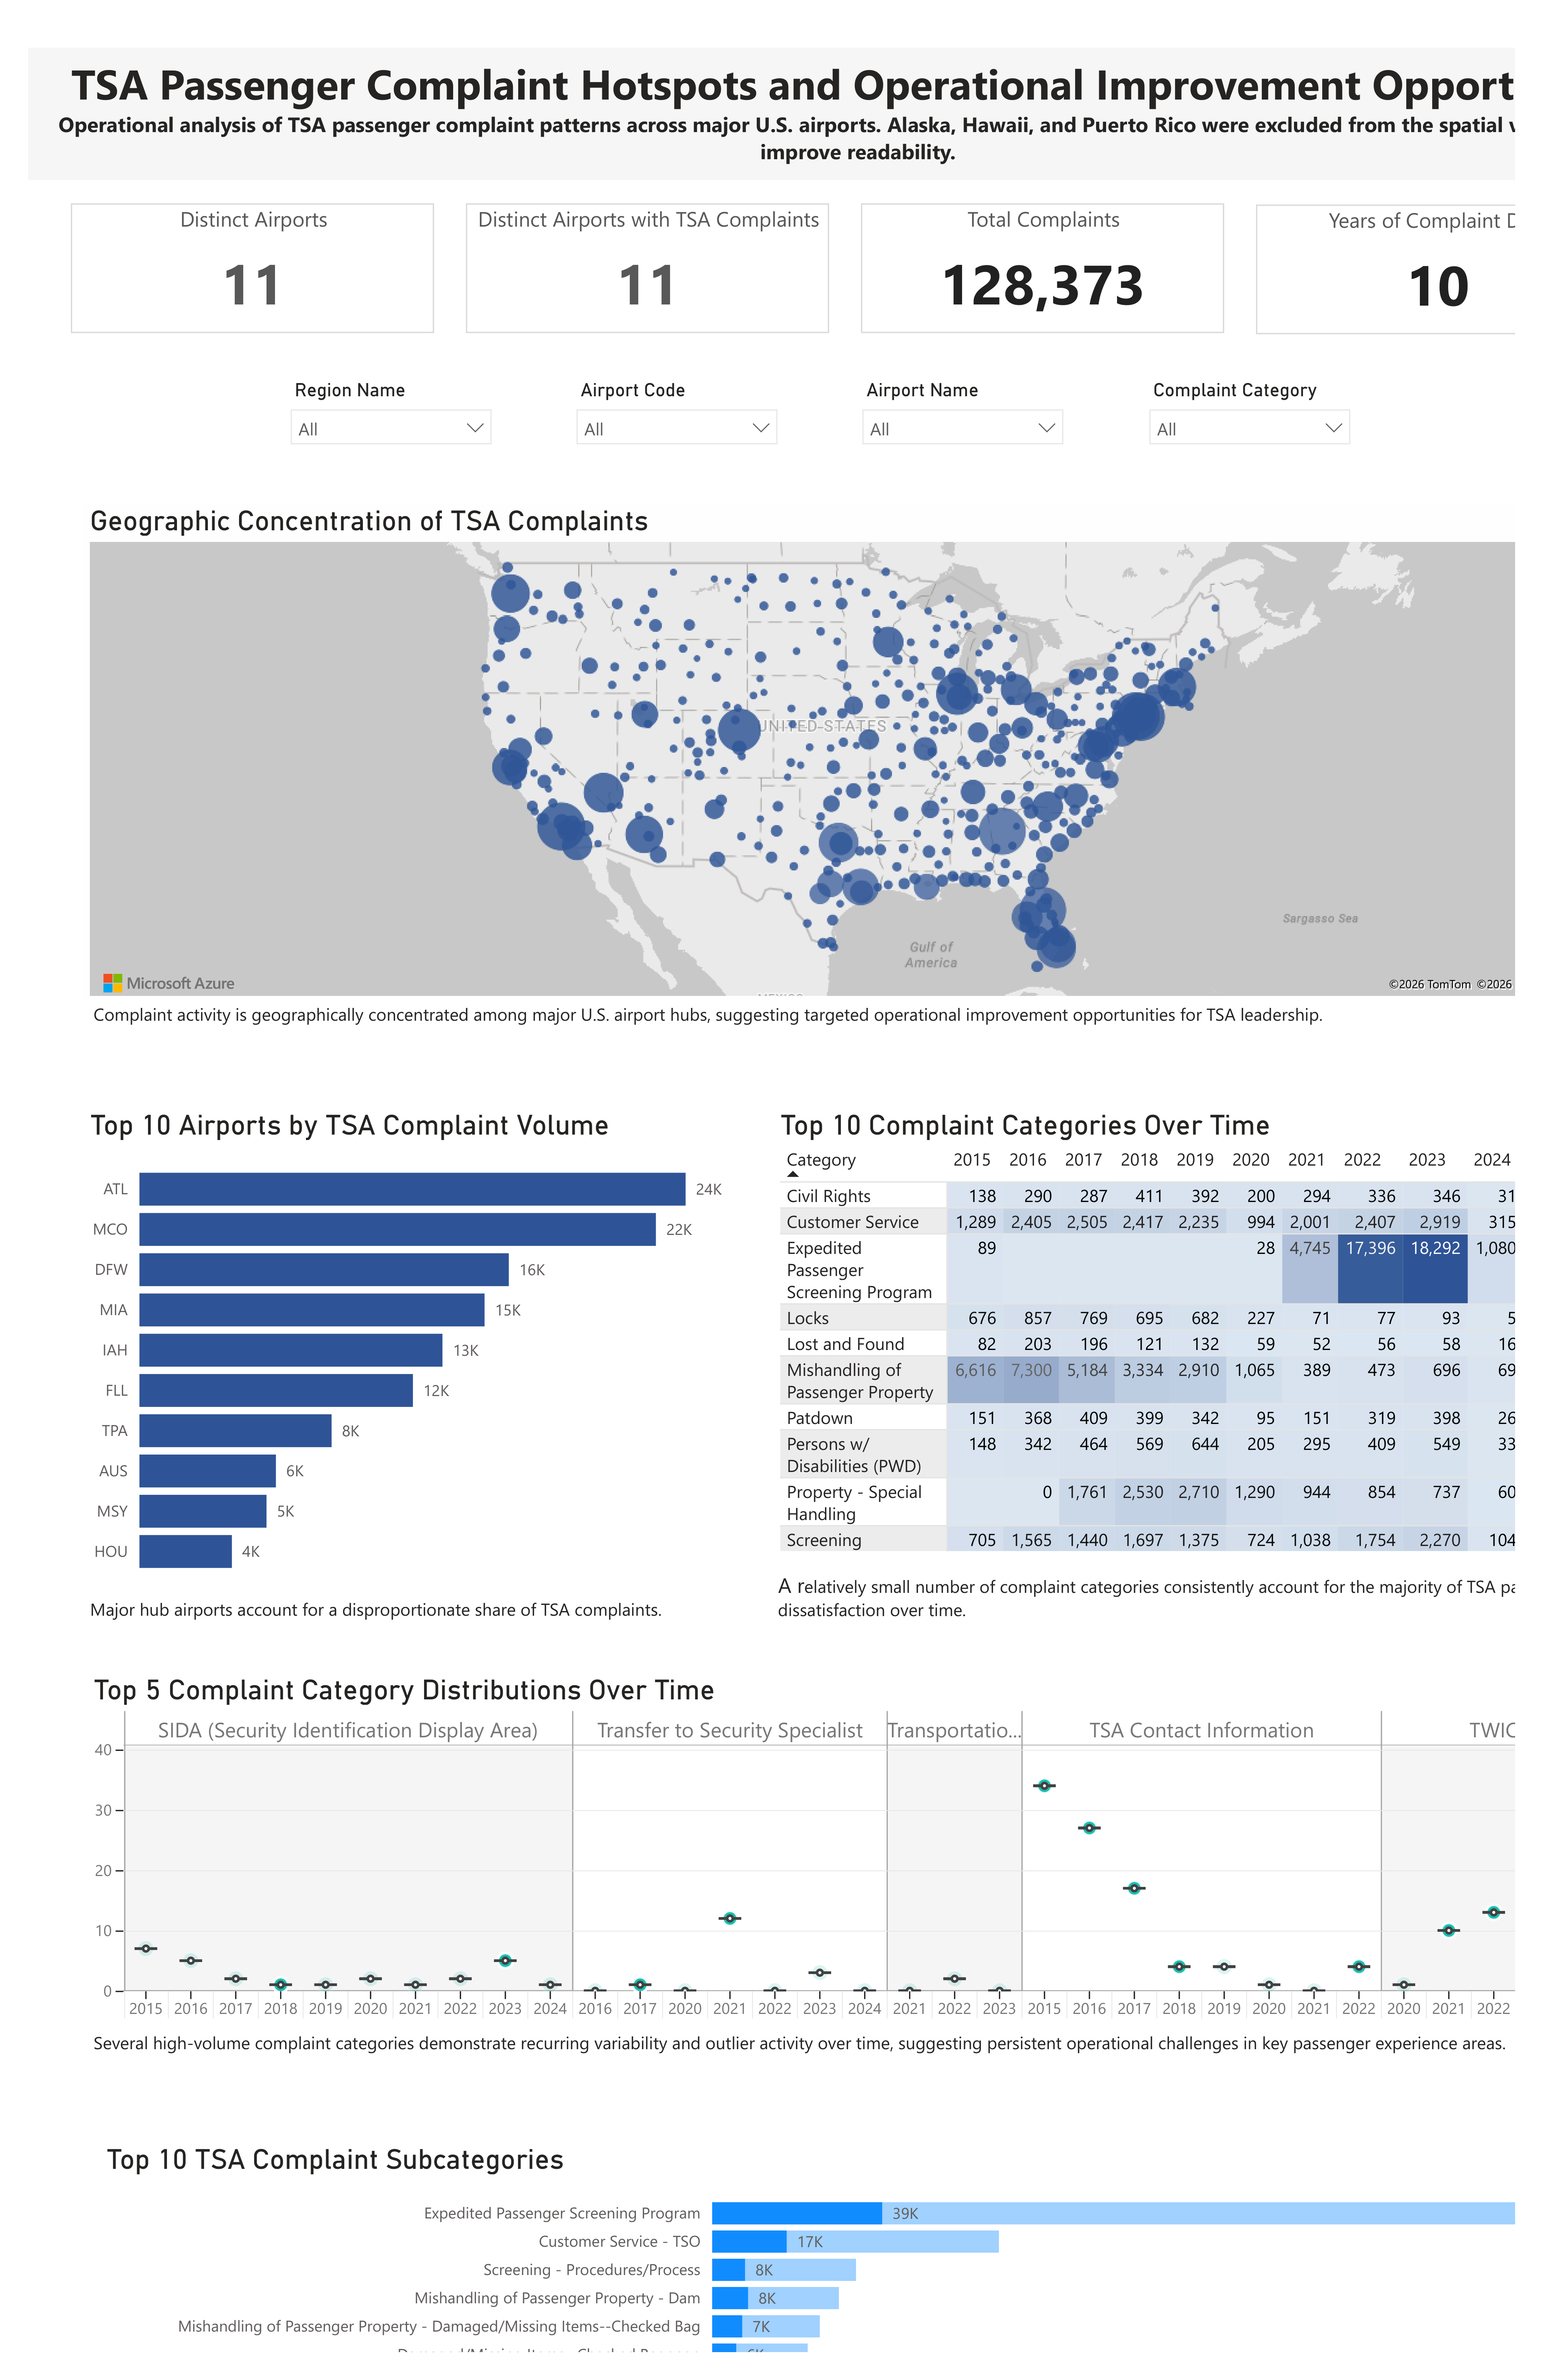 TSA Passenger Complaint Hotspots and Operational Improvement Opport
Operational analysis of TSA passenger complaint patterns across major U.S. airports. Alaska, Hawaii, and Puerto Rico were excluded from the spatial v
improve readability.
Distinct Airports
11
Distinct Airports with TSA Complaints
11
Total Complaints
128,373
Years of Complaint D
10
Region Name
All
Airport Code
All
Airport Name
All
Complaint Category
All
Geographic Concentration of TSA Complaints
UNITED STATES
Gulf of
America
Sargasso Sea
MEXICO
Microsoft Azure
©2026 TomTom ©2026
Complaint activity is geographically concentrated among major U.S. airport hubs, suggesting targeted operational improvement opportunities for TSA leadership.
Top 10 Airports by TSA Complaint Volume
ATL 24K
MCO 22K
DFW 16K
MIA 15K
IAH 13K
FLL 12K
TPA 8K
AUS 6K
MSY 5K
HOU 4K
Major hub airports account for a disproportionate share of TSA complaints.
Top 10 Complaint Categories Over Time
Category 2015 2016 2017 2018 2019 2020 2021 2022 2023 2024
Civil Rights 138 290 287 411 392 200 294 336 346 31
Customer Service 1,289 2,405 2,505 2,417 2,235 994 2,001 2,407 2,919 315
Expedited 89 28 4,745 17,396 18,292 1,080
Passenger
Screening Program
Locks 676 857 769 695 682 227 71 77 93 5
Lost and Found 82 203 196 121 132 59 52 56 58 16
Mishandling of 6,616 7,300 5,184 3,334 2,910 1,065 389 473 696 69
Passenger Property
Patdown 151 368 409 399 342 95 151 319 398 26
Persons w/ 148 342 464 569 644 205 295 409 549 33
Disabilities (PWD)
Property - Special 0 1,761 2,530 2,710 1,290 944 854 737 60
Handling
Screening 705 1,565 1,440 1,697 1,375 724 1,038 1,754 2,270 104
A relatively small number of complaint categories consistently account for the majority of TSA pa
dissatisfaction over time.
Top 5 Complaint Category Distributions Over Time
SIDA (Security Identification Display Area) Transfer to Security Specialist Transportatio... TSA Contact Information TWIC
40
30
20
10
0
2015 2016 2017 2018 2019 2020 2021 2022 2023 2024 2016 2017 2020 2021 2022 2023 2024 2021 2022 2023 2015 2016 2017 2018 2019 2020 2021 2022 2020 2021 2022
Several high-volume complaint categories demonstrate recurring variability and outlier activity over time, suggesting persistent operational challenges in key passenger experience areas.
Top 10 TSA Complaint Subcategories
Expedited Passenger Screening Program 39K
Customer Service - TSO 17K
Screening - Procedures/Process 8K
Mishandling of Passenger Property - Dam 8K
Mishandling of Passenger Property - Damaged/Missing Items--Checked Bag 7K